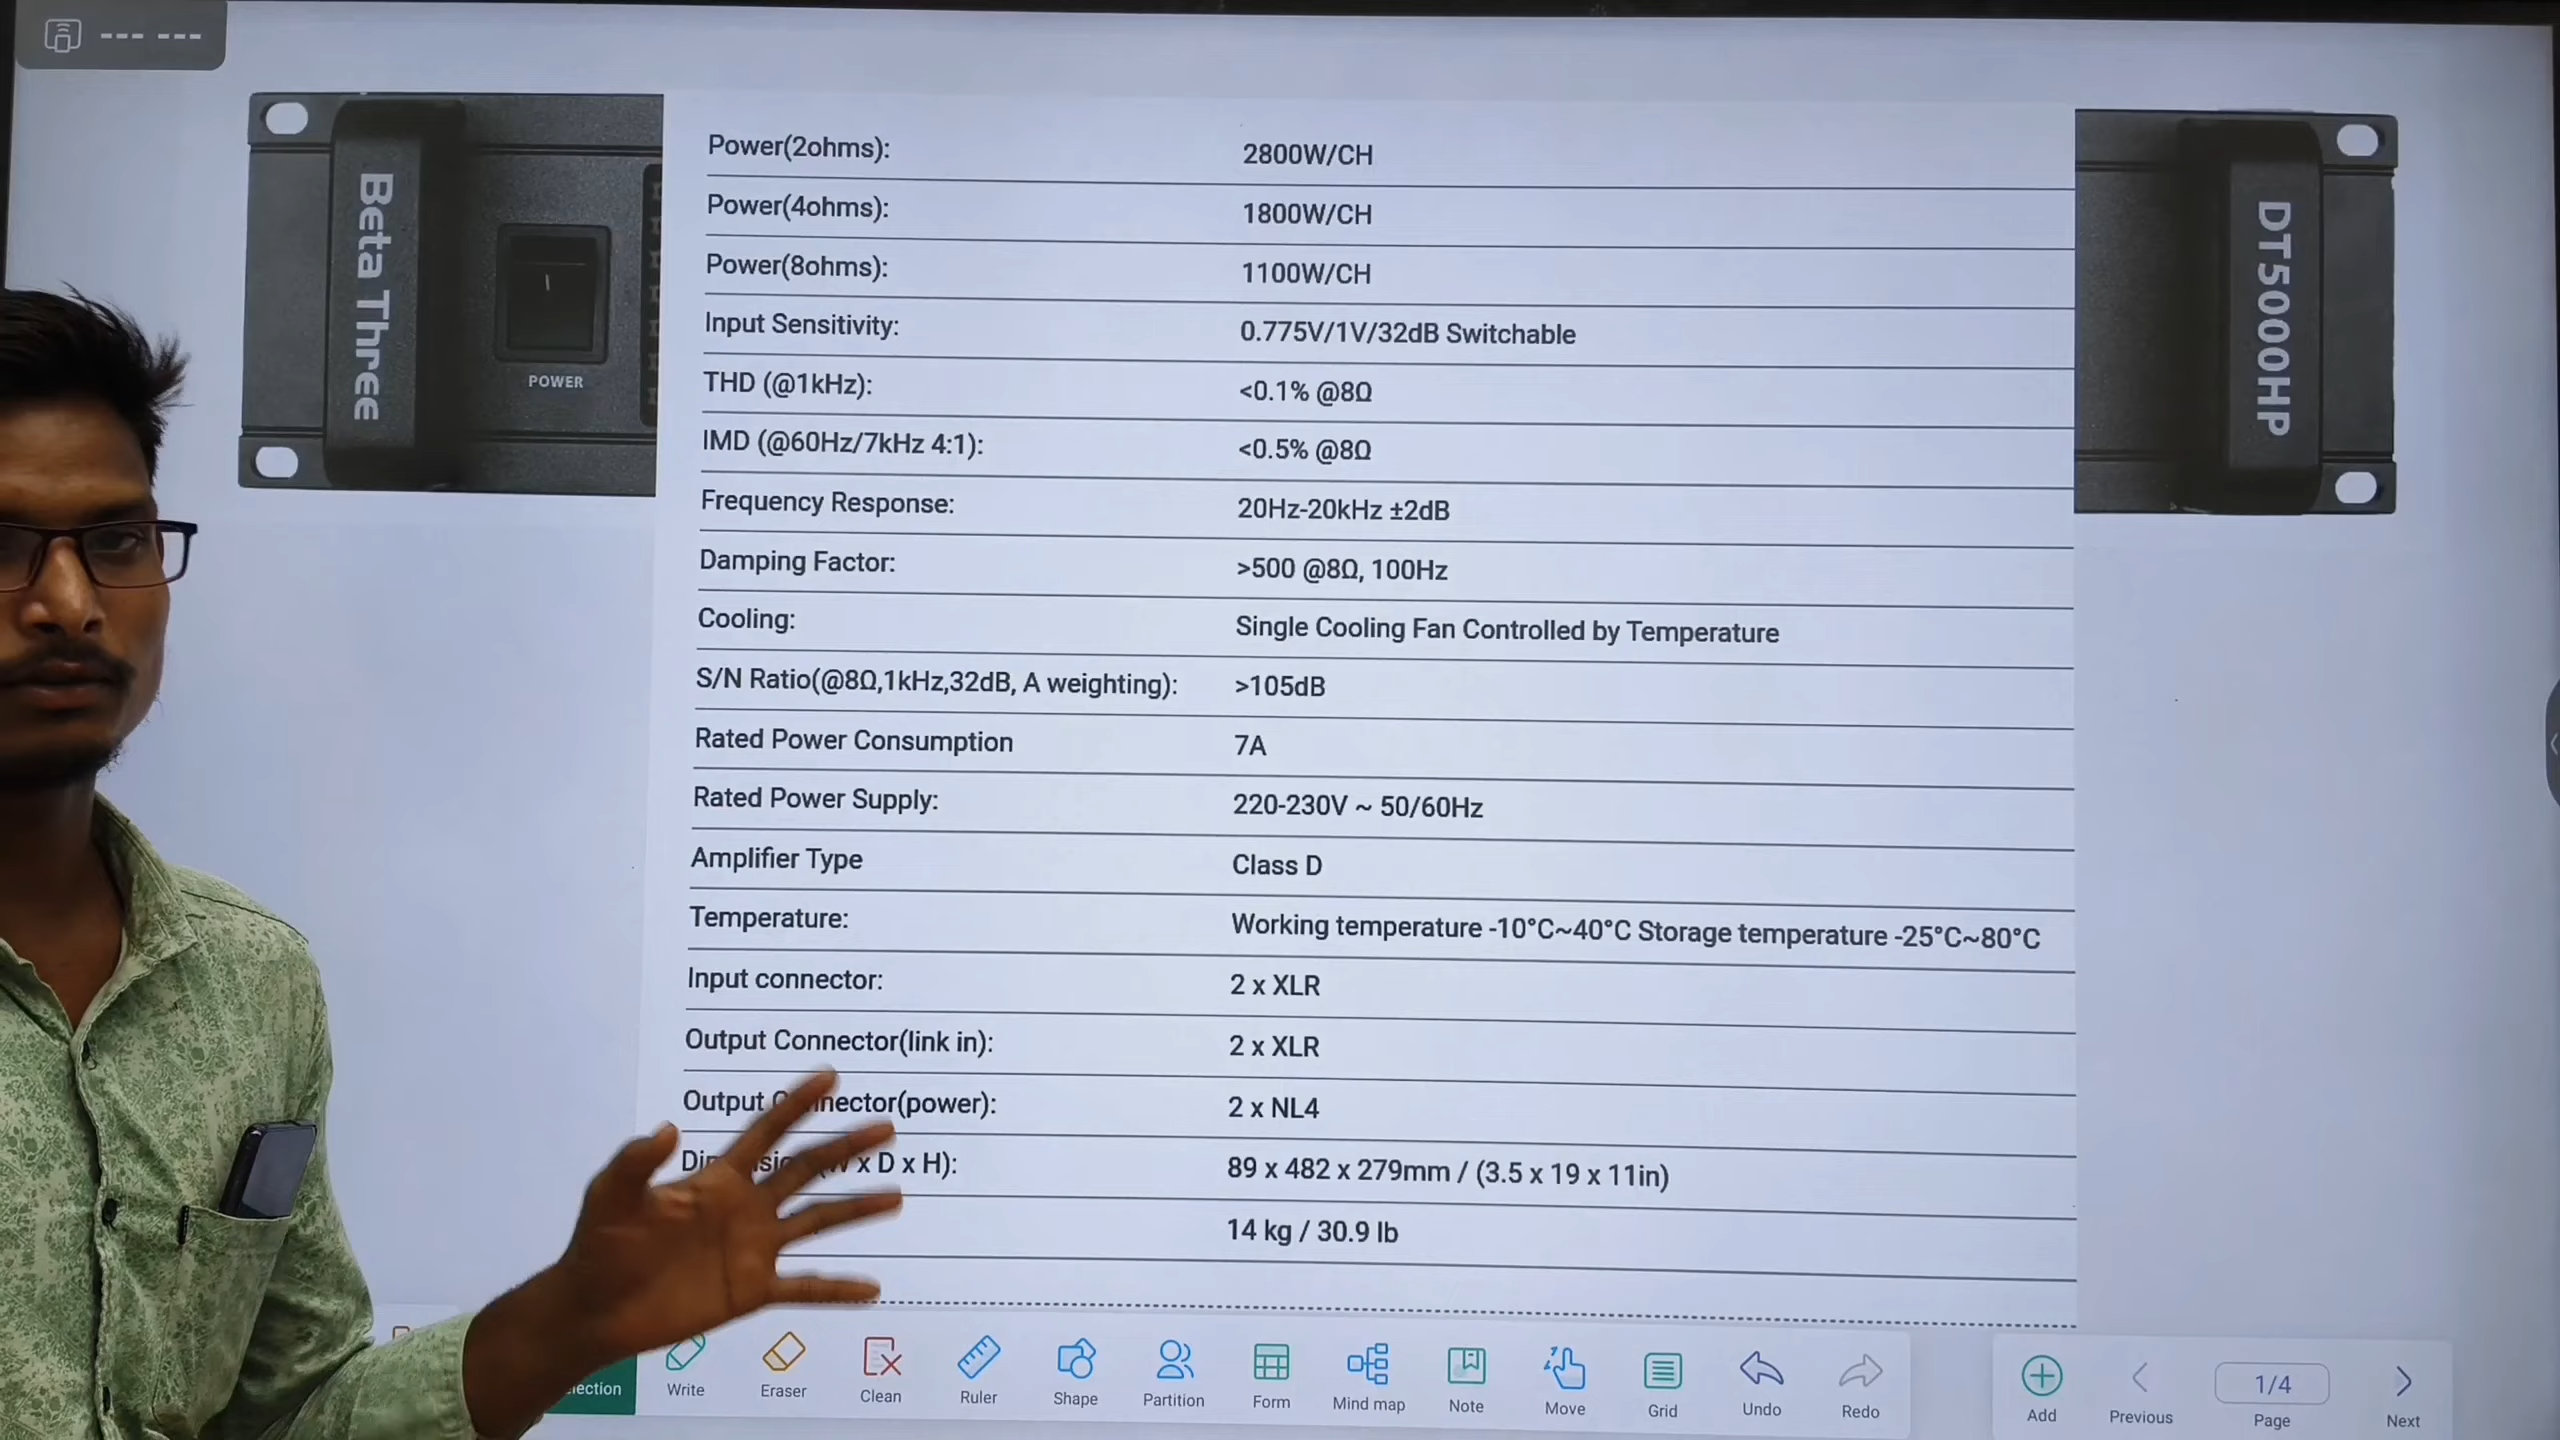 --- ---
Beta Three
POWER
DT5000HP
Power(2ohms): 2800W/CH
Power(4ohms): 1800W/CH
Power(8ohms): 1100W/CH
Input Sensitivity: 0.775V/1V/32dB Switchable
THD (@1kHz): <0.1% @8Ω
IMD (@60Hz/7kHz 4:1): <0.5% @8Ω
Frequency Response: 20Hz-20kHz ±2dB
Damping Factor: >500 @8Ω, 100Hz
Cooling: Single Cooling Fan Controlled by Temperature
S/N Ratio(@8Ω,1kHz,32dB, A weighting): >105dB
Rated Power Consumption 7A
Rated Power Supply: 220-230V ~ 50/60Hz
Amplifier Type Class D
Temperature: Working temperature -10°C~40°C Storage temperature -25°C~80°C
Input connector: 2 x XLR
Output Connector(link in): 2 x XLR
Output Connector(power): 2 x NL4
x D x H): 89 x 482 x 279mm / (3.5 x 19 x 11in)
14 kg / 30.9 lb
Write Eraser Clean Ruler Shape Partition Form Mind map Note Move Grid Undo Redo Add Previous 1/4 Page Next